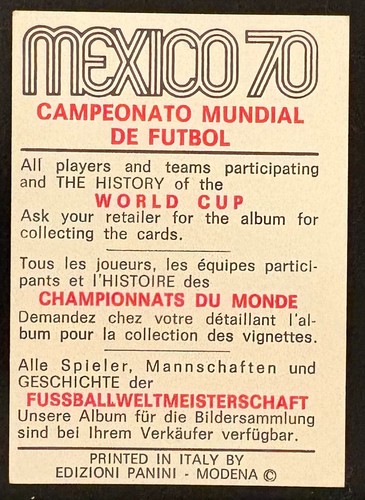 MEXICO 70
CAMPEONATO MUNDIAL
DE FUTBOL
All players and teams participating
and THE HISTORY of the
WORLD CUP
Ask your retailer for the album for
collecting the cards.
Tous les joueurs, les équipes partici-
pants et l'HISTOIRE des
CHAMPIONNATS DU MONDE
Demandez chez votre détaillant l'al-
bum pour la collection des vignettes.
Alle Spieler, Mannschaften und
GESCHICHTE der
FUSSBALLWELTMEISTERSCHAFT
Unsere Album für die Bildersammlung
sind bei Ihrem Verkäufer verfügbar.
PRINTED IN ITALY BY
EDIZIONI PANINI - MODENA ©